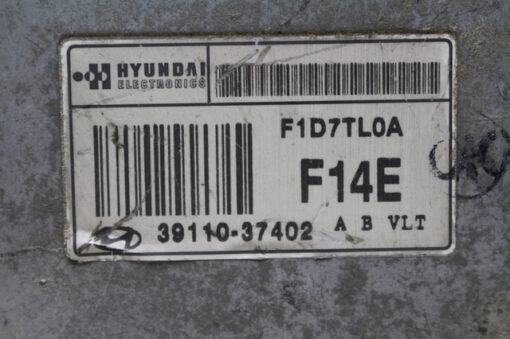 HYUNDAI
ELECTRONICS
F1D7TL0A
F14E
39110-37402 A B VLT